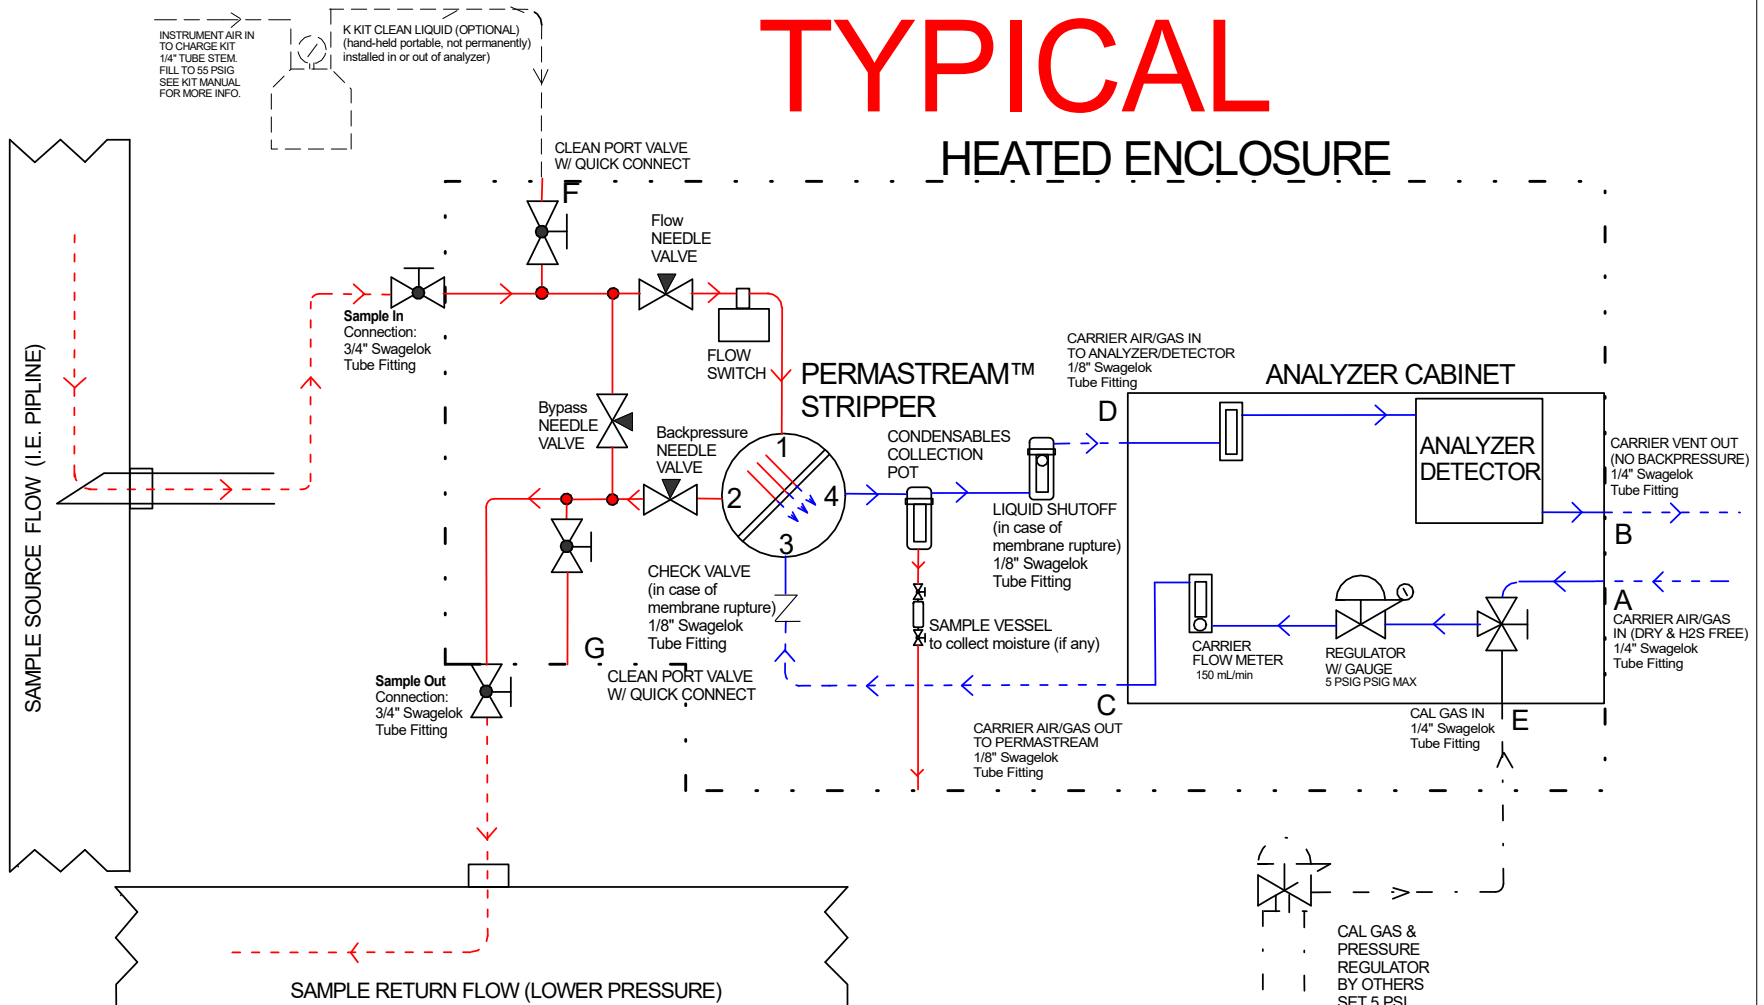 TYPICAL
HEATED ENCLOSURE
INSTRUMENT AIR IN
TO CHARGE KIT
1/4" TUBE STEM.
FILL TO 55 PSIG
SEE KIT MANUAL
FOR MORE INFO.
K KIT CLEAN LIQUID (OPTIONAL)
(hand-held portable, not permanently)
installed in or out of analyzer)
CLEAN PORT VALVE
W/ QUICK CONNECT
F
Flow
NEEDLE
VALVE
Sample In
Connection:
3/4" Swagelok
Tube Fitting
FLOW
SWITCH
SAMPLE SOURCE FLOW (I.E. PIPLINE)
PERMASTREAM™
STRIPPER
Bypass
NEEDLE
VALVE
Backpressure
NEEDLE
VALVE
1
2
3
4
CONDENSABLES
COLLECTION
POT
LIQUID SHUTOFF
(in case of
membrane rupture)
1/8" Swagelok
Tube Fitting
CARRIER AIR/GAS IN
TO ANALYZER/DETECTOR
1/8" Swagelok
Tube Fitting
D
ANALYZER CABINET
ANALYZER
DETECTOR
CARRIER VENT OUT
(NO BACKPRESSURE)
1/4" Swagelok
Tube Fitting
B
A
CARRIER AIR/GAS
IN (DRY & H2S FREE)
1/4" Swagelok
Tube Fitting
CHECK VALVE
(in case of
membrane rupture)
1/8" Swagelok
Tube Fitting
G
CLEAN PORT VALVE
W/ QUICK CONNECT
SAMPLE VESSEL
to collect moisture (if any)
CARRIER
FLOW METER
150 mL/min
REGULATOR
W/ GAUGE
5 PSIG PSIG MAX
Sample Out
Connection:
3/4" Swagelok
Tube Fitting
C
CARRIER AIR/GAS OUT
TO PERMASTREAM
1/8" Swagelok
Tube Fitting
CAL GAS IN
1/4" Swagelok
Tube Fitting
E
CAL GAS &
PRESSURE
REGULATOR
BY OTHERS
SET 5 PSI
SAMPLE RETURN FLOW (LOWER PRESSURE)